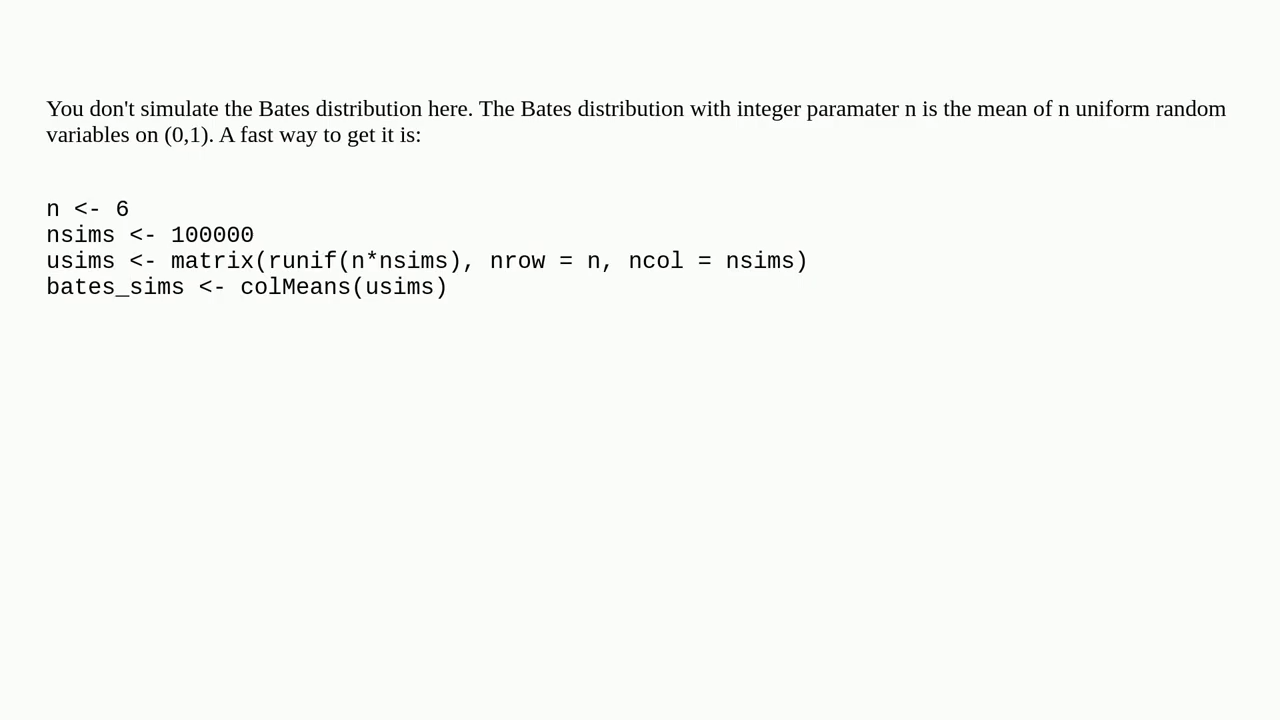 You don't simulate the Bates distribution here. The Bates distribution with integer paramater n is the mean of n uniform random
variables on (0,1). A fast way to get it is:
n <- 6
nsims <- 100000
usims <- matrix(runif(n*nsims), nrow = n, ncol = nsims)
bates_sims <- colMeans(usims)